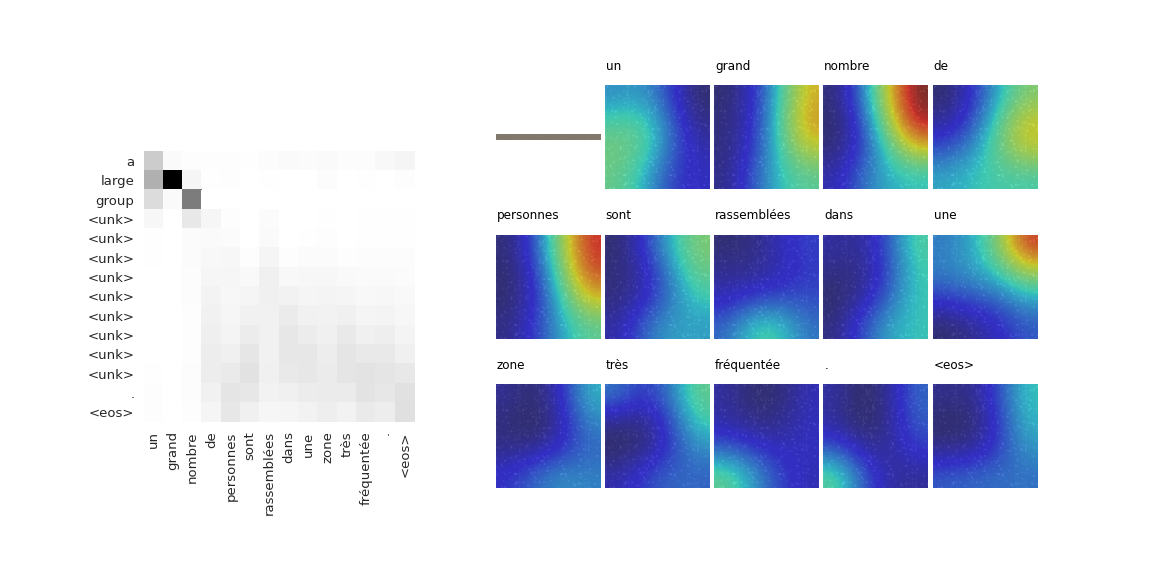 a
large
group
<unk>
<unk>
<unk>
<unk>
<unk>
<unk>
<unk>
<unk>
<unk>
.
<eos>
un grand nombre de personnes sont rassemblées dans une zone très fréquentée . <eos>
un grand nombre de
personnes sont rassemblées dans une
zone très fréquentée . <eos>